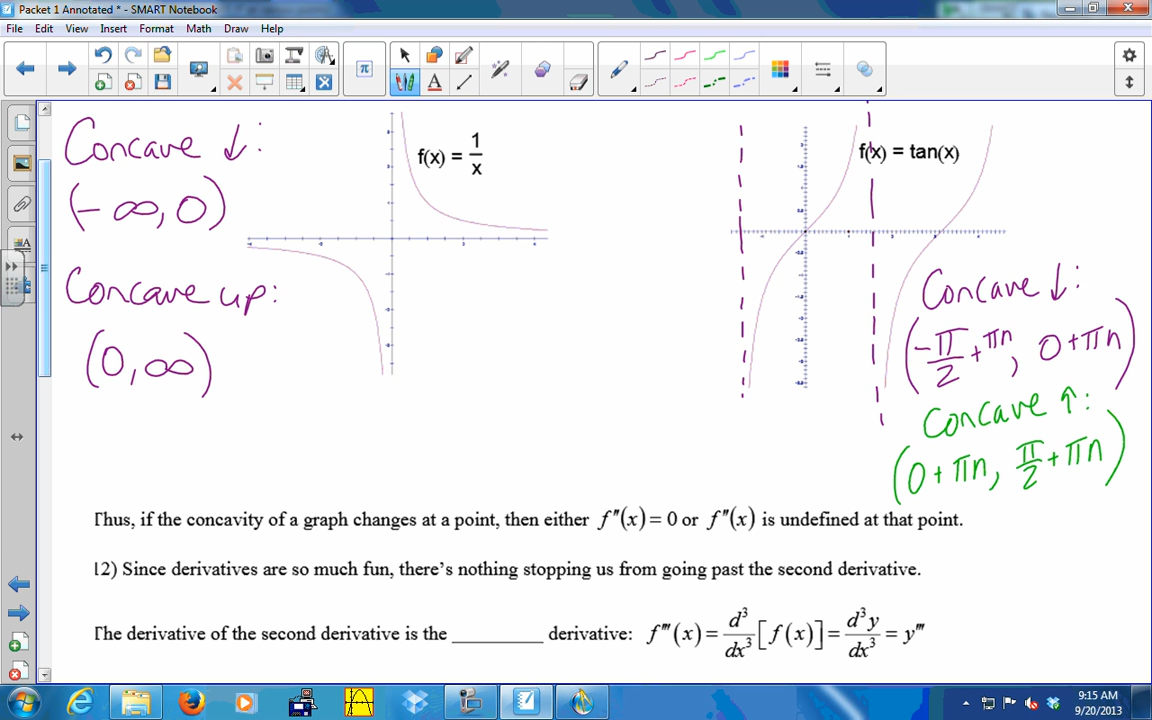 Packet 1 Annotated * - SMART Notebook
File Edit View Insert Format Math Draw Help
Concave ↓:
(-∞, 0)
Concave up:
(0, ∞)
f(x) = 1/x
f(x) = tan(x)
Concave ↓:
(-π/2 + πn, 0 + πn)
Concave ↑:
(0 + πn, π/2 + πn)
Thus, if the concavity of a graph changes at a point, then either f″(x) = 0 or f″(x) is undefined at that point.
12) Since derivatives are so much fun, there's nothing stopping us from going past the second derivative.
The derivative of the second derivative is the ________ derivative: f‴(x) = d³/dx³ [f(x)] = d³y/dx³ = y‴
9:15 AM
9/20/2013